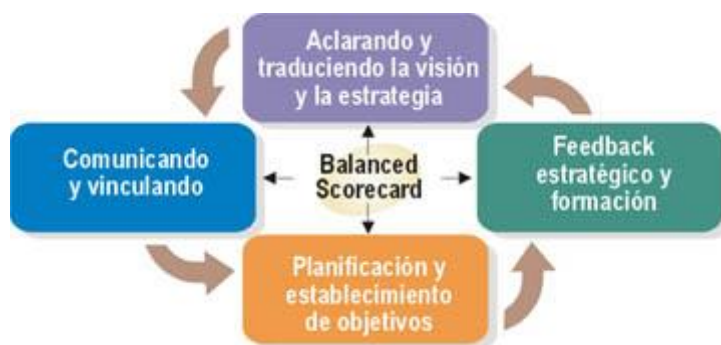 Aclarando y
traduciendo la visión
y la estrategia
Comunicando
y vinculando
Balanced
Scorecard
Feedback
estratégico y
formación
Planificación y
establecimiento
de objetivos